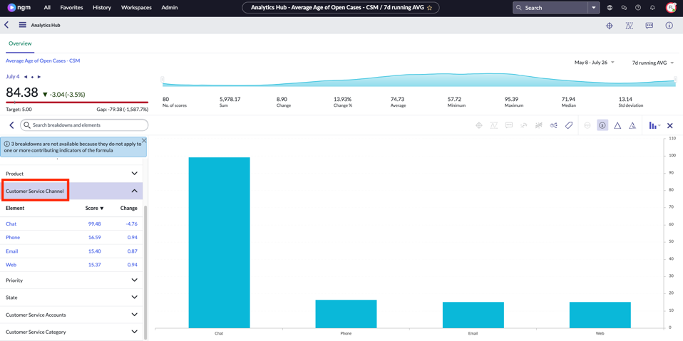 ngm All Favorites History Workspaces Admin Analytics Hub - Average Age of Open Cases - CSM / 7d running AVG Search
Analytics Hub
Overview
Average Age of Open Cases - CSM May 8 - July 26 7d running AVG
July 4
84.38 -3.04 (-3.5%)
Target: 5.00 Gap: -79.38 (-1,587.7%)
80 5,978.17 8.90 13.93% 74.73 57.72 95.39 71.94 13.14
No. of scores Sum Change Change % Average Minimum Maximum Median Std deviation
Search breakdowns and elements
3 breakdowns are not available because they do not apply
to one or more contributing indicators of the formula
Product
Customer Service Channel
Element Score Change
Chat 99.48 -4.76
Phone 16.59 0.94
Email 15.40 0.87
Web 15.37 0.94
Priority
State
Customer Service Accounts
Customer Service Category
110
100
90
80
70
60
50
40
30
20
10
0
Chat Phone Email Web